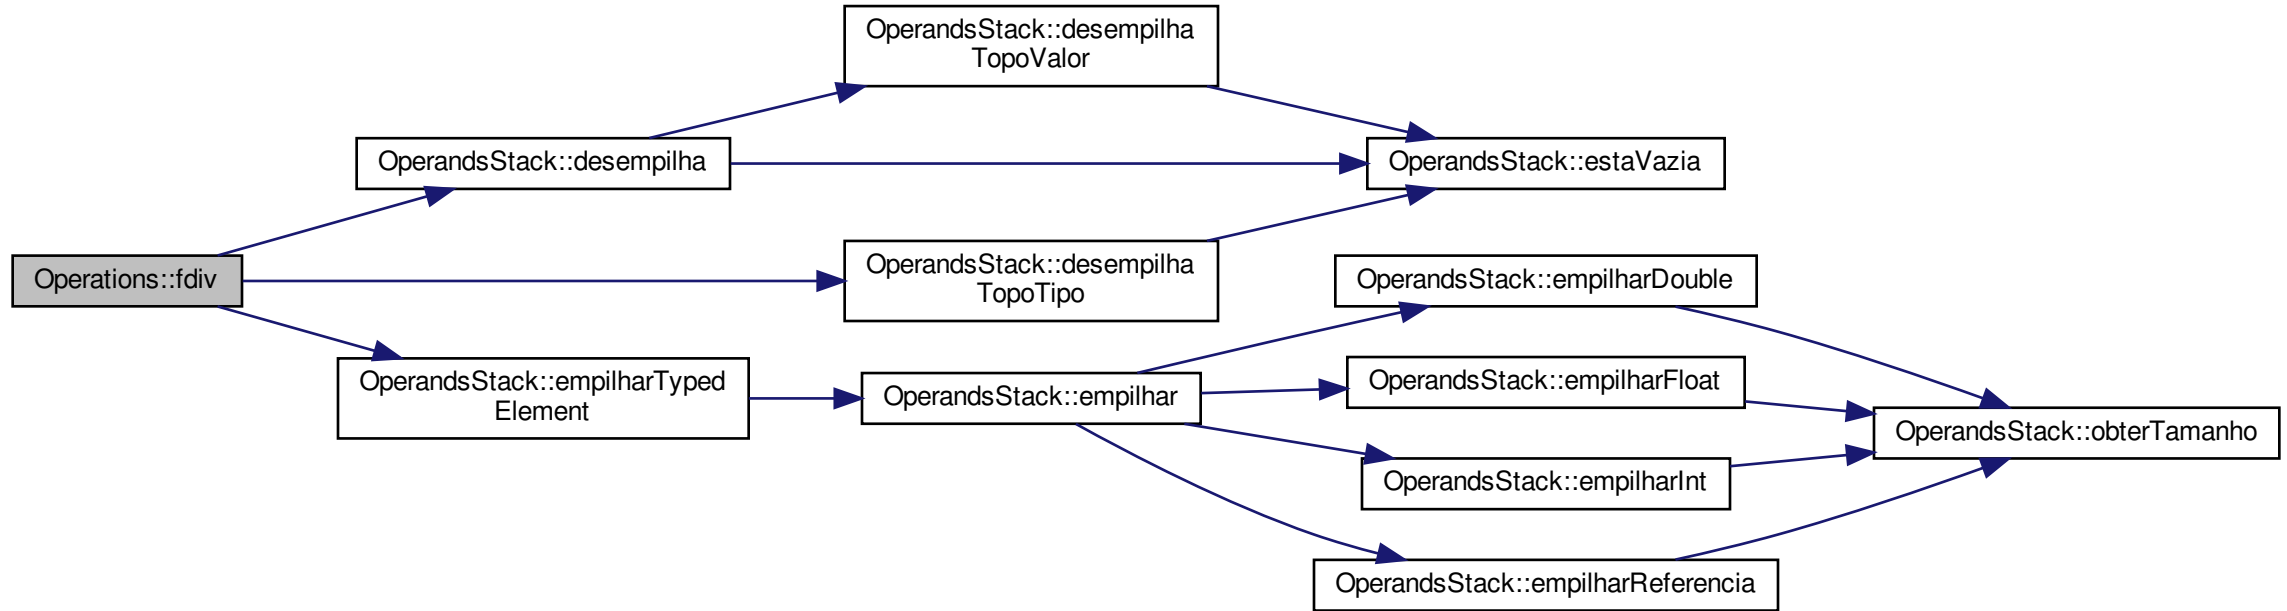 OperandsStack::desempilha
TopoValor
OperandsStack::desempilha
OperandsStack::estaVazia
Operations::fdiv
OperandsStack::desempilha
TopoTipo
OperandsStack::empilharDouble
OperandsStack::empilharTyped
Element
OperandsStack::empilhar
OperandsStack::empilharFloat
OperandsStack::obterTamanho
OperandsStack::empilharInt
OperandsStack::empilharReferencia